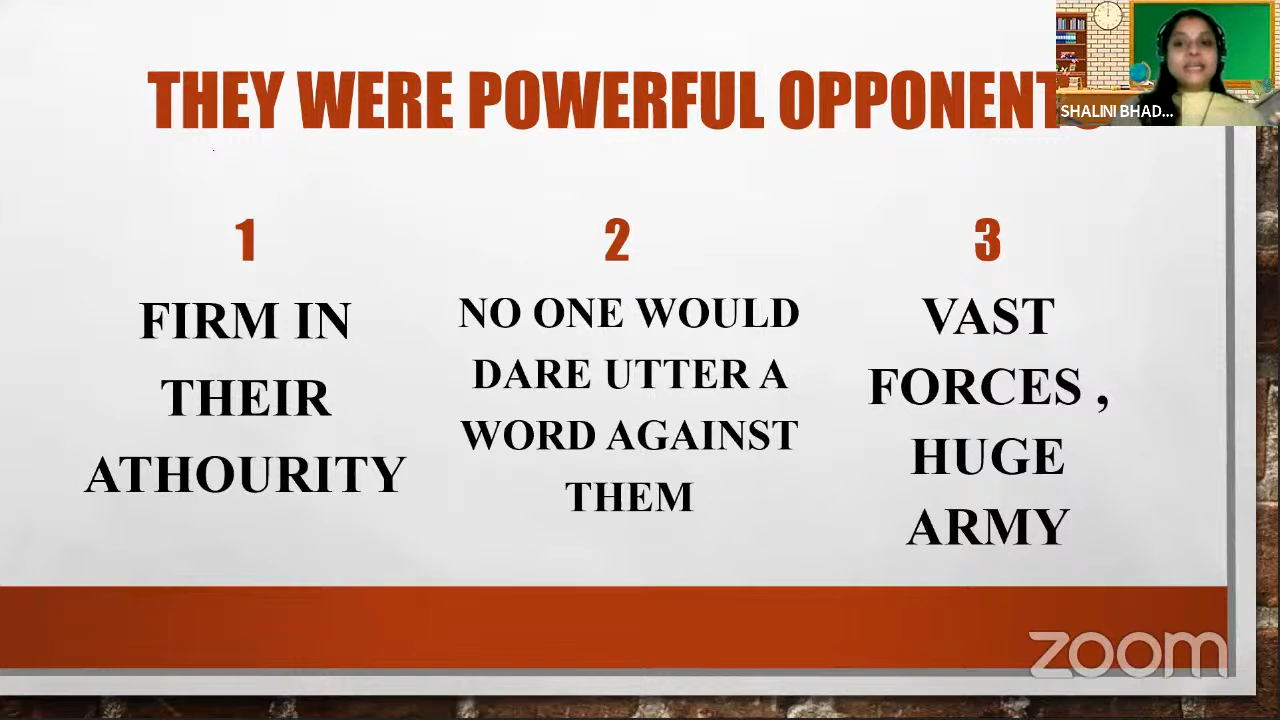 THEY WERE POWERFUL OPPONENTS
SHALINI BHAD...
1
FIRM IN
THEIR
ATHOURITY
2
NO ONE WOULD
DARE UTTER A
WORD AGAINST
THEM
3
VAST
FORCES ,
HUGE
ARMY
zoom